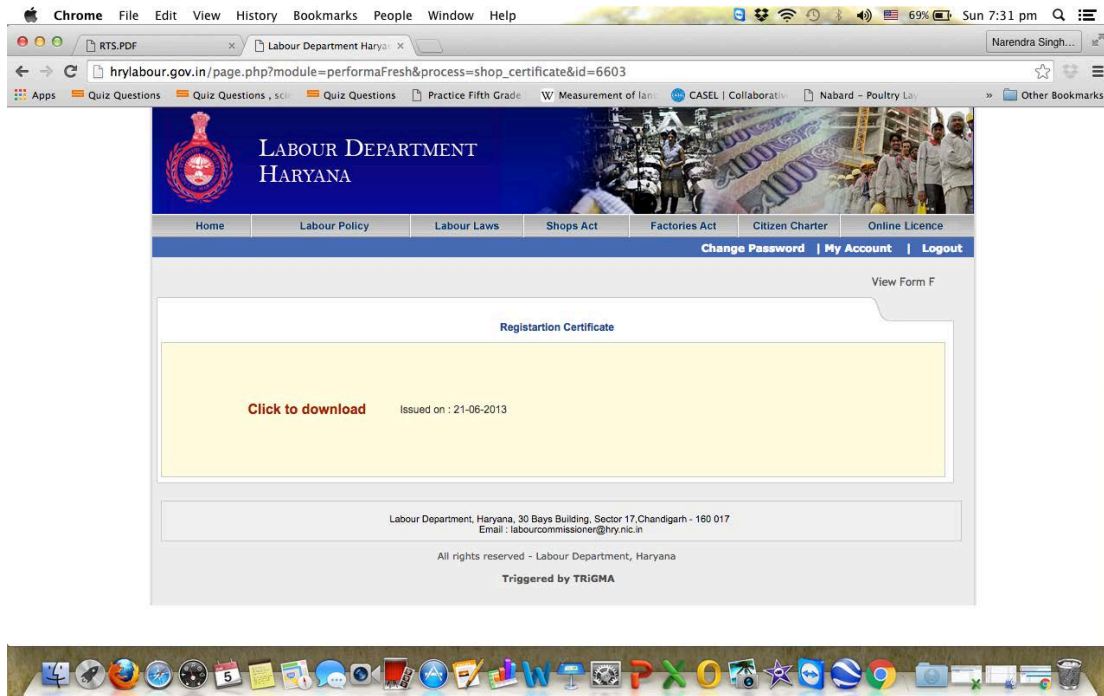 Chrome File Edit View History Bookmarks People Window Help 69% Sun 7:31 pm
RTS.PDF Labour Department Harya Narendra Singh...
hrylabour.gov.in/page.php?module=performaFresh&process=shop_certificate&id=6603
Apps Quiz Questions Quiz Questions , sci Quiz Questions Practice Fifth Grade W Measurement of lan CASEL | Collaborativ Nabard - Poultry Lay » Other Bookmarks
LABOUR DEPARTMENT
HARYANA
Home Labour Policy Labour Laws Shops Act Factories Act Citizen Charter Online Licence
Change Password | My Account | Logout
View Form F
Registartion Certificate
Click to download Issued on : 21-06-2013
Labour Department, Haryana, 30 Bays Building, Sector 17,Chandigarh - 160 017
Email : labourcommissioner@hry.nic.in
All rights reserved - Labour Department, Haryana
Triggered by TRiGMA
5